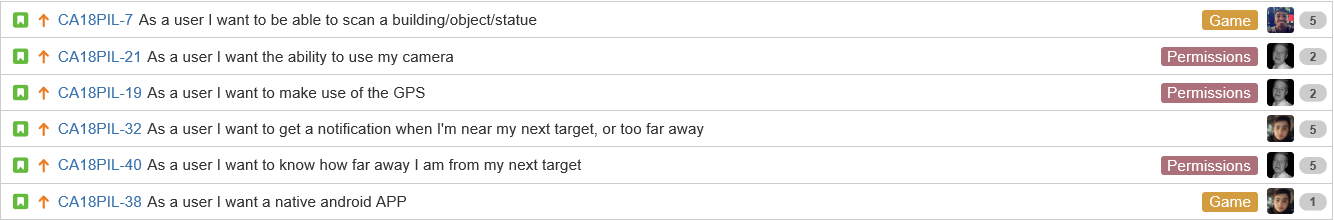 CA18PIL-7 As a user I want to be able to scan a building/object/statue Game 5
CA18PIL-21 As a user I want the ability to use my camera Permissions 2
CA18PIL-19 As a user I want to make use of the GPS Permissions 2
CA18PIL-32 As a user I want to get a notification when I'm near my next target, or too far away 5
CA18PIL-40 As a user I want to know how far away I am from my next target Permissions 5
CA18PIL-38 As a user I want a native android APP Game 1